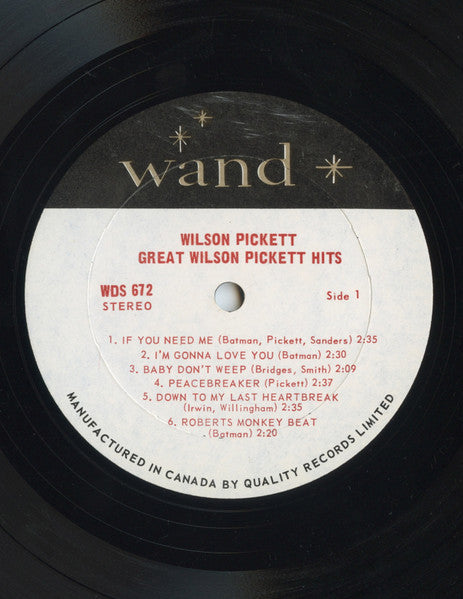 wand
WILSON PICKETT
GREAT WILSON PICKETT HITS
WDS 672
STEREO
Side 1
1. IF YOU NEED ME (Batman, Pickett, Sanders) 2:35
2. I'M GONNA LOVE YOU (Batman) 2:30
3. BABY DON'T WEEP (Bridges, Smith) 2:09
4. PEACEBREAKER (Pickett) 2:37
5. DOWN TO MY LAST HEARTBREAK
(Irwin, Willingham) 2:35
6. ROBERTS MONKEY BEAT
(Batman) 2:20
MANUFACTURED IN CANADA BY QUALITY RECORDS LIMITED